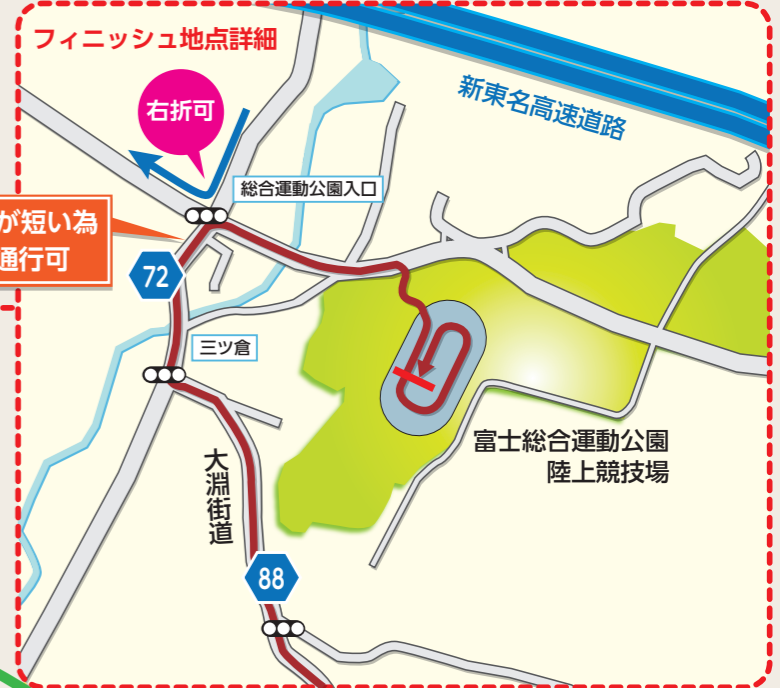 フィニッシュ地点詳細
右折可
新東名高速道路
総合運動公園入口
が短い為
通行可
72
三ツ倉
富士総合運動公園
陸上競技場
大淵街道
88